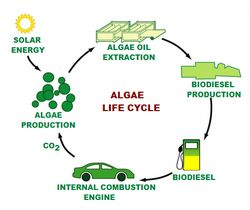 SOLAR
ENERGY
ALGAE OIL
EXTRACTION
BIODIESEL
PRODUCTION
ALGAE
LIFE CYCLE
ALGAE
PRODUCTION
CO2
BIODIESEL
INTERNAL COMBUSTION
ENGINE